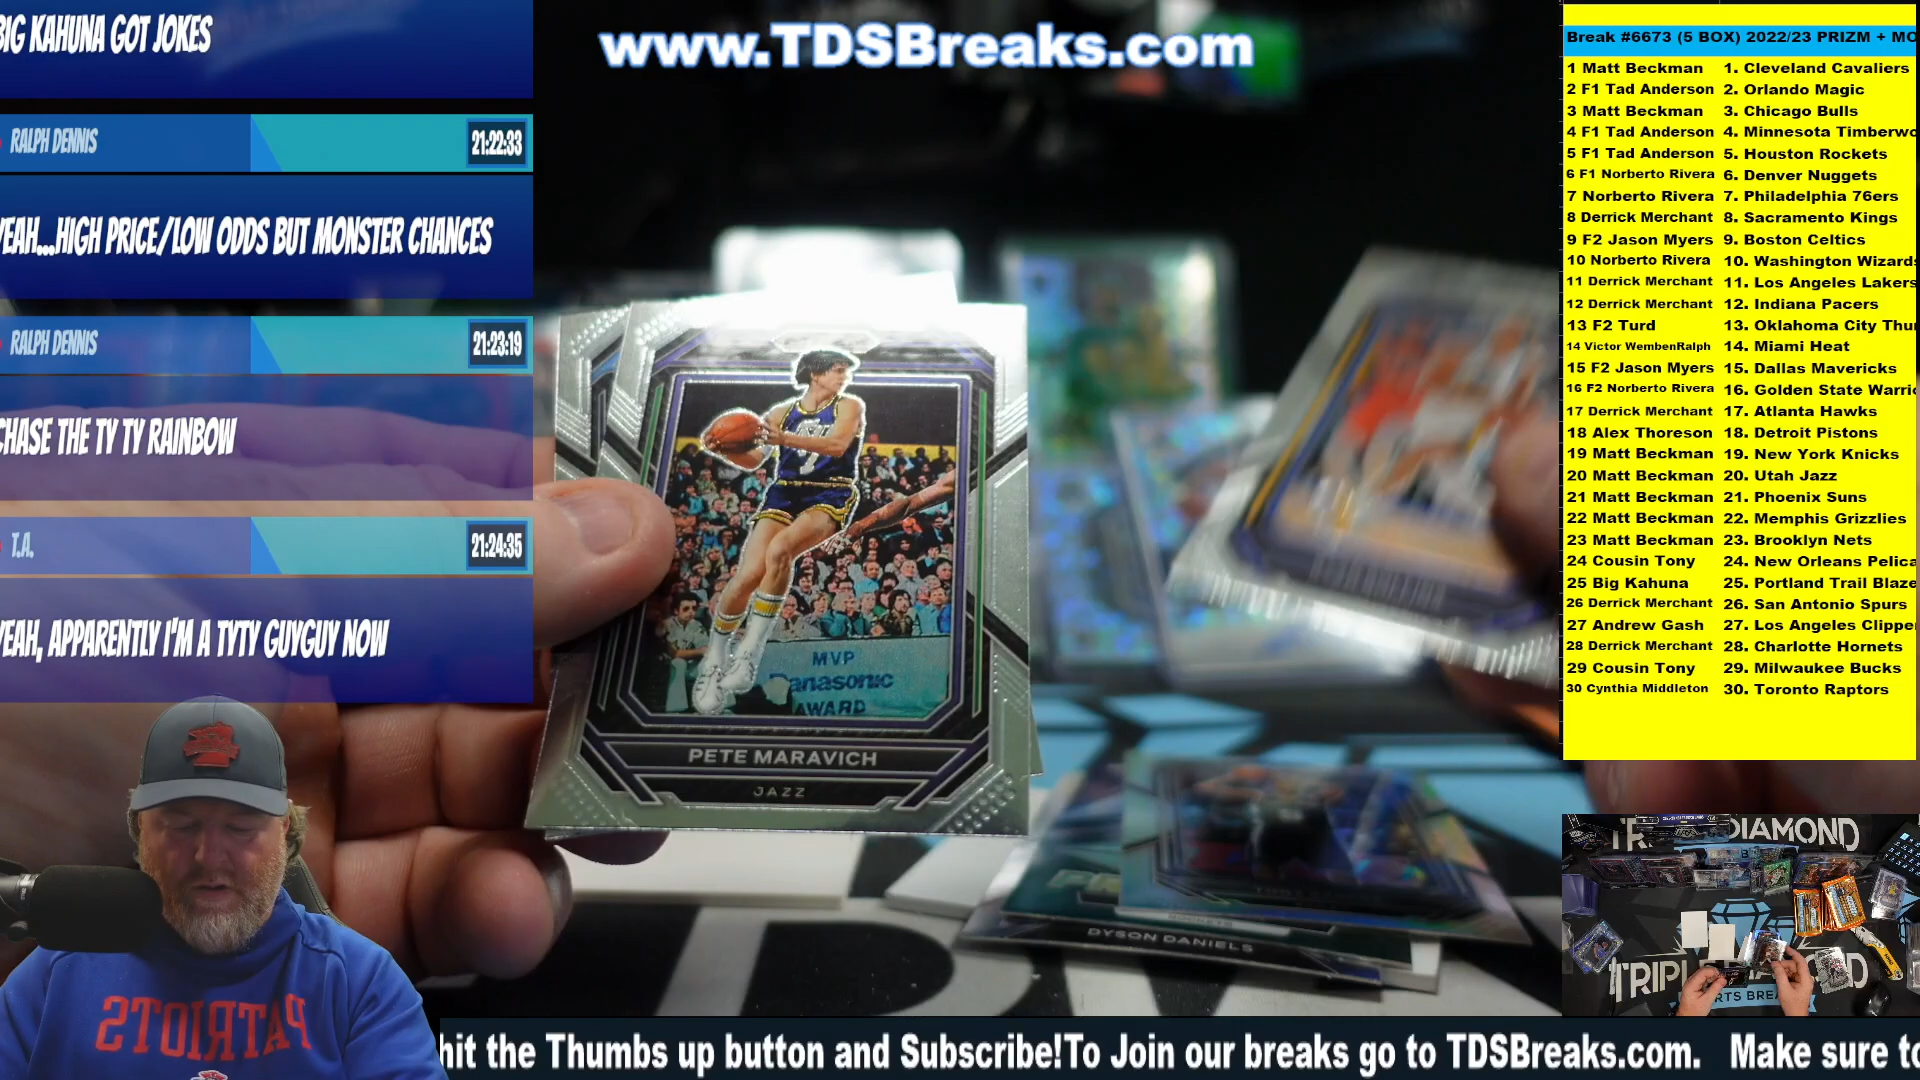 BIG KAHUNA GOT JOKES
RALPH DENNIS
21:22:33
YEAH...HIGH PRICE/LOW ODDS BUT MONSTER CHANCES
RALPH DENNIS
21:23:19
CHASE THE TY TY RAINBOW
T.A.
21:24:35
YEAH, APPARENTLY I'M A TYTY GUYGUY NOW
PATRIOTS
www.TDSBreaks.com
MVP
Panasonic
AWARD
PETE MARAVICH
JAZZ
DYSON DANIELS
Break #6673 (5 BOX) 2022/23 PRIZM + MO
1 Matt Beckman 1. Cleveland Cavaliers
2 F1 Tad Anderson 2. Orlando Magic
3 Matt Beckman 3. Chicago Bulls
4 F1 Tad Anderson 4. Minnesota Timberwo
5 F1 Tad Anderson 5. Houston Rockets
6 F1 Norberto Rivera 6. Denver Nuggets
7 Norberto Rivera 7. Philadelphia 76ers
8 Derrick Merchant 8. Sacramento Kings
9 F2 Jason Myers 9. Boston Celtics
10 Norberto Rivera 10. Washington Wizards
11 Derrick Merchant 11. Los Angeles Lakers
12 Derrick Merchant 12. Indiana Pacers
13 F2 Turd 13. Oklahoma City Thu
14 Victor WembenRalph 14. Miami Heat
15 F2 Jason Myers 15. Dallas Mavericks
16 F2 Norberto Rivera 16. Golden State Warri
17 Derrick Merchant 17. Atlanta Hawks
18 Alex Thoreson 18. Detroit Pistons
19 Matt Beckman 19. New York Knicks
20 Matt Beckman 20. Utah Jazz
21 Matt Beckman 21. Phoenix Suns
22 Matt Beckman 22. Memphis Grizzlies
23 Matt Beckman 23. Brooklyn Nets
24 Cousin Tony 24. New Orleans Pelica
25 Big Kahuna 25. Portland Trail Blaze
26 Derrick Merchant 26. San Antonio Spurs
27 Andrew Gash 27. Los Angeles Clippe
28 Derrick Merchant 28. Charlotte Hornets
29 Cousin Tony 29. Milwaukee Bucks
30 Cynthia Middleton 30. Toronto Raptors
DIAMOND
TRIPLE
hit the Thumbs up button and Subscribe!To Join our breaks go to TDSBreaks.com. Make sure to